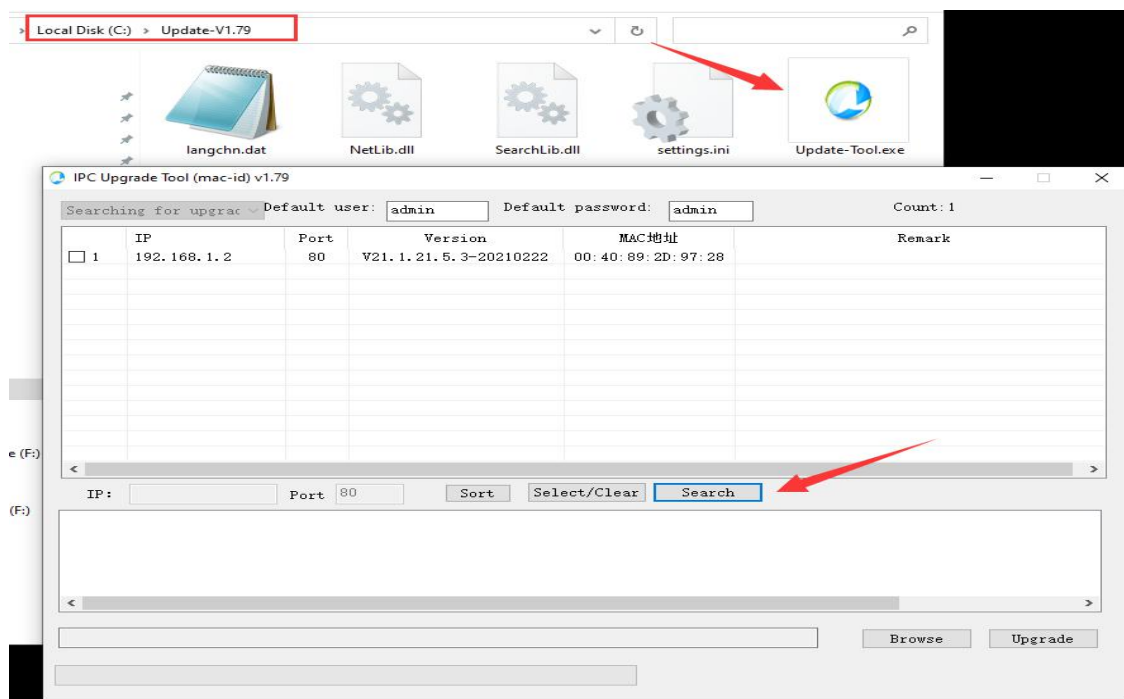 Local Disk (C:) > Update-V1.79
langchn.dat NetLib.dll SearchLib.dll settings.ini Update-Tool.exe
IPC Upgrade Tool (mac-id) v1.79
Searching for upgrac Default user: admin Default password: admin Count: 1
IP Port Version MAC地址 Remark
1 192.168.1.2 80 V21.1.21.5.3-20210222 00:40:89:2D:97:28
e (F:)
IP: Port 80 Sort Select/Clear Search
(F:)
Browse Upgrade